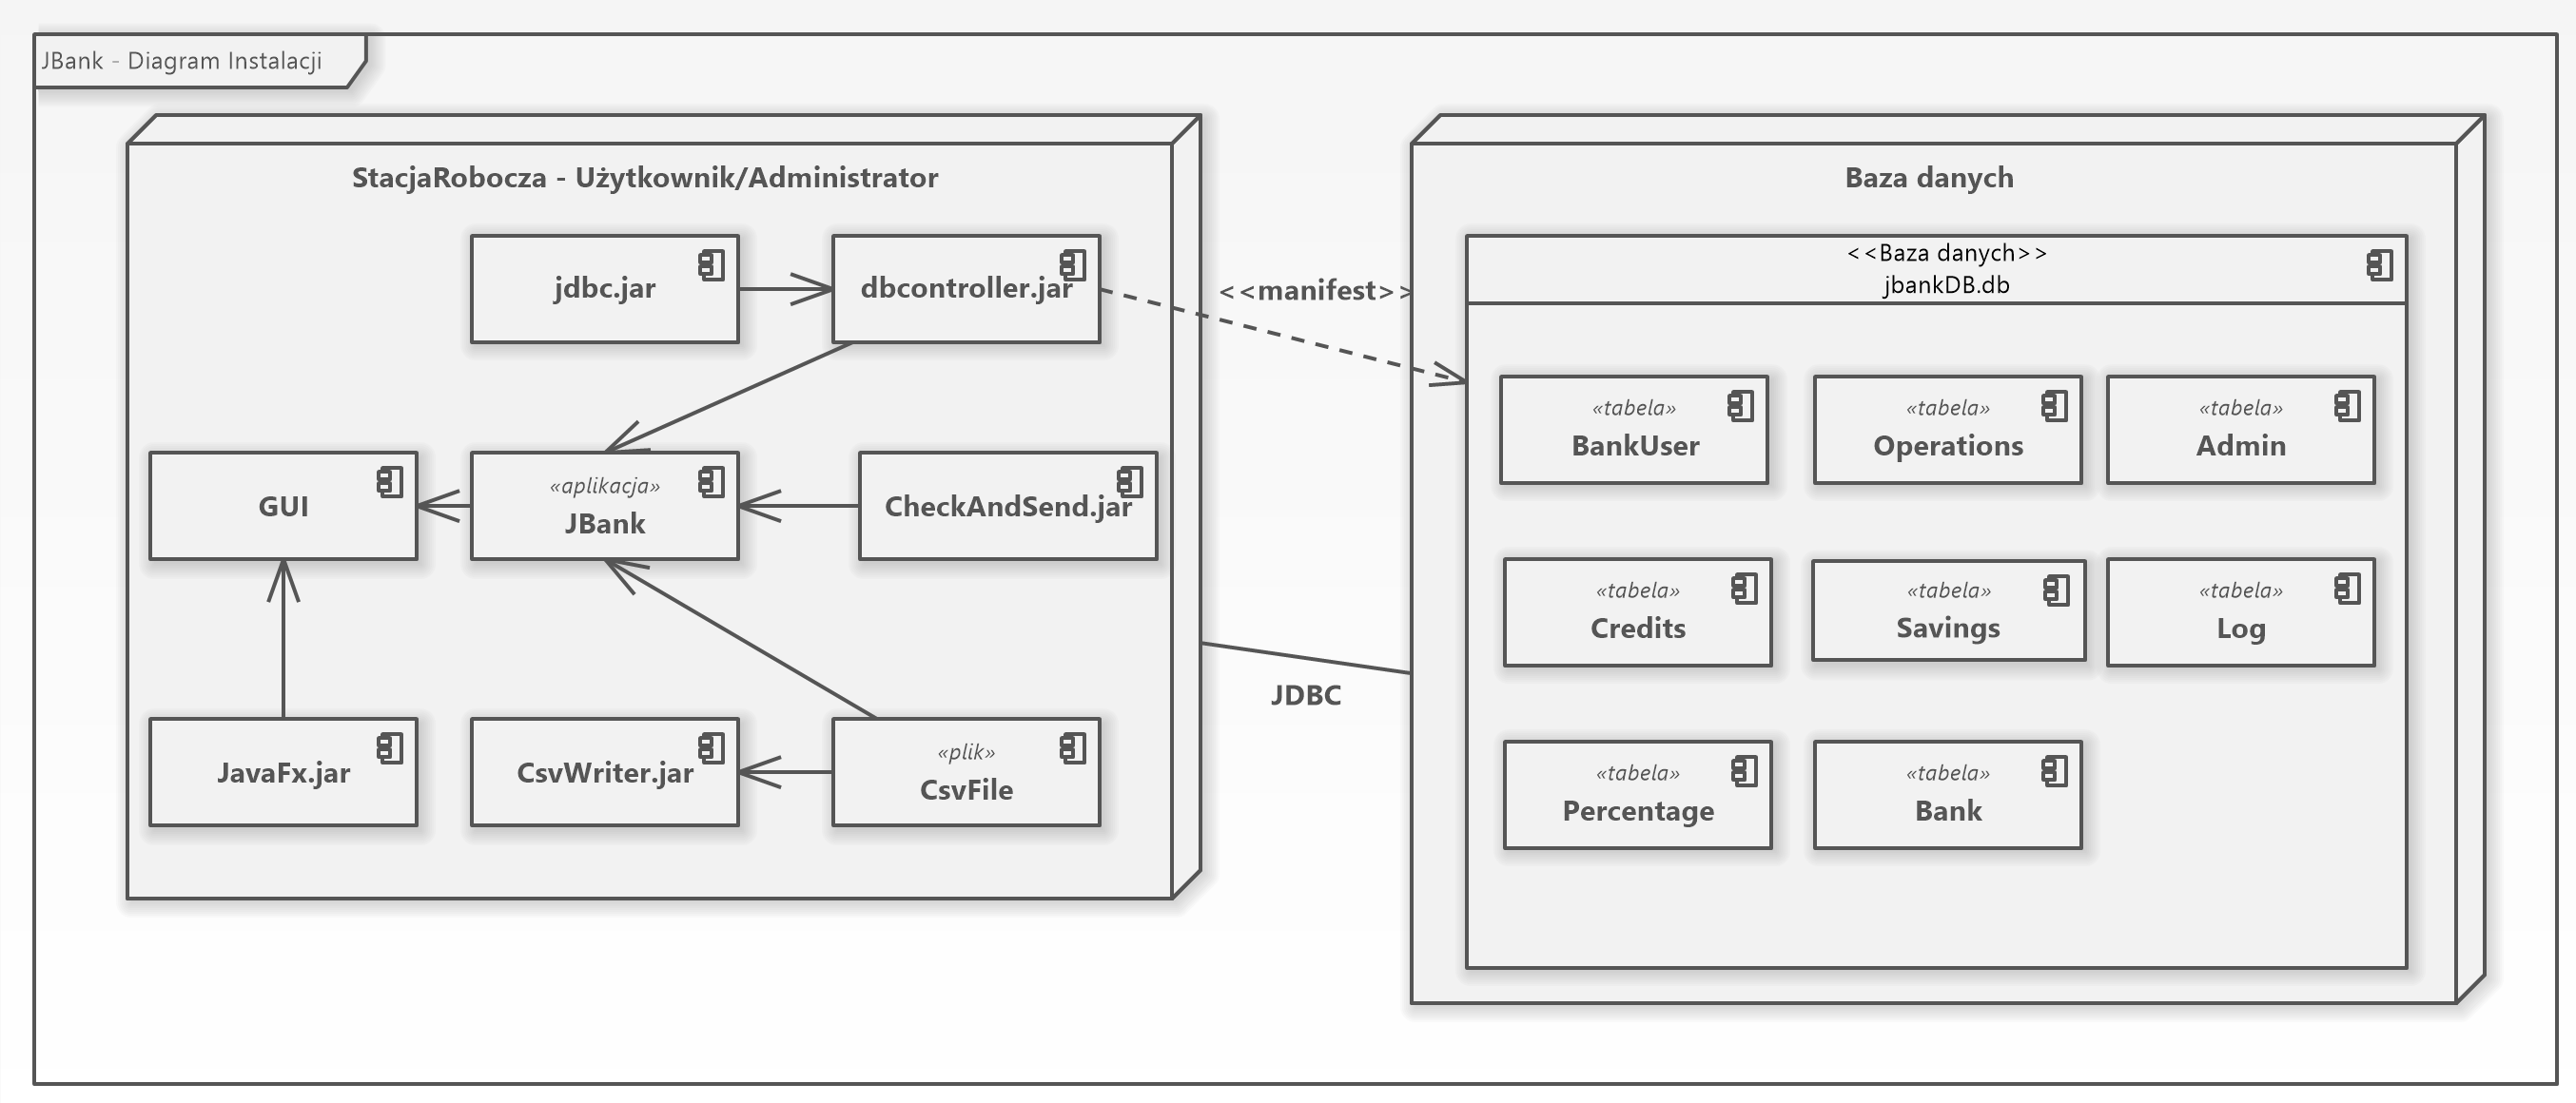 JBank - Diagram Instalacji
StacjaRobocza - Użytkownik/Administrator
jdbc.jar
dbcontroller.jar
GUI
«aplikacja»
JBank
CheckAndSend.jar
JavaFx.jar
CsvWriter.jar
«plik»
CsvFile
<<manifest>>
JDBC
Baza danych
<<Baza danych>>
jbankDB.db
«tabela»
BankUser
«tabela»
Operations
«tabela»
Admin
«tabela»
Credits
«tabela»
Savings
«tabela»
Log
«tabela»
Percentage
«tabela»
Bank